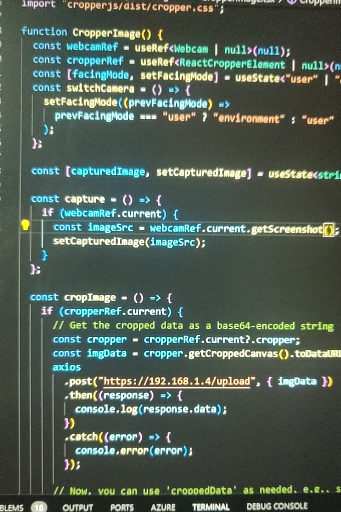 import "cropperjs/dist/cropper.css";
function CropperImage() {
const webcamRef = useRef<Webcam | null>(null);
const cropperRef = useRef<ReactCropperElement | null>(n
const [facingMode, setFacingMode] = useState<"user" | "
const switchCamera = () => {
setFacingMode((prevFacingMode) =>
prevFacingMode === "user" ? "environment" : "user"
);
};
const [capturedImage, setCapturedImage] = useState<stri
const capture = () => {
if (webcamRef.current) {
const imageSrc = webcamRef.current.getScreenshot();
setCapturedImage(imageSrc);
}
};
const cropImage = () => {
if (cropperRef.current) {
// Get the cropped data as a base64-encoded string
const cropper = cropperRef.current?.cropper;
const imgData = cropper.getCroppedCanvas().toDataURL
axios
.post("https://192.168.1.4/upload", { imgData })
.then((response) => {
console.log(response.data);
})
.catch((error) => {
console.error(error);
});
// Now, you can use 'croppedData' as needed, e.g., s
BLEMS 18 OUTPUT PORTS AZURE TERMINAL DEBUG CONSOLE